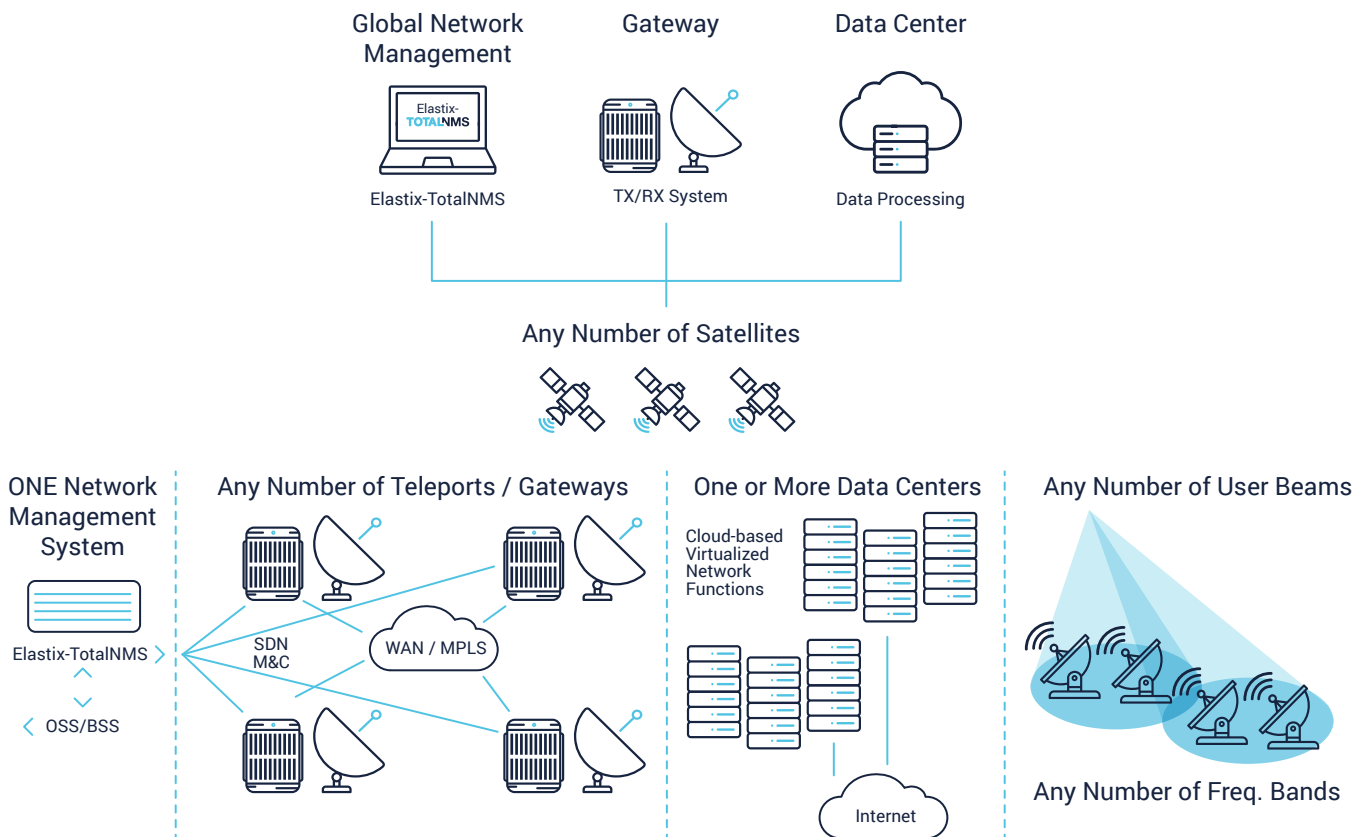 Global Network
Management
Gateway
Data Center
Elastix-
TOTALNMS
Elastix-TotalNMS
TX/RX System
Data Processing
Any Number of Satellites
ONE Network
Management
System
Elastix-TotalNMS
OSS/BSS
Any Number of Teleports / Gateways
SDN
M&C
WAN / MPLS
One or More Data Centers
Cloud-based
Virtualized
Network
Functions
Internet
Any Number of User Beams
Any Number of Freq. Bands